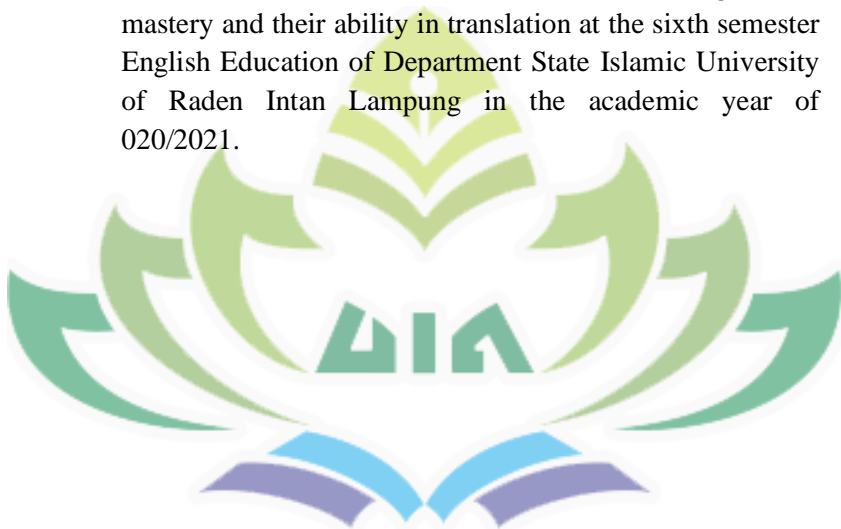 mastery and their ability in translation at the sixth semester
English Education of Department State Islamic University
of Raden Intan Lampung in the academic year of
020/2021.
UIN